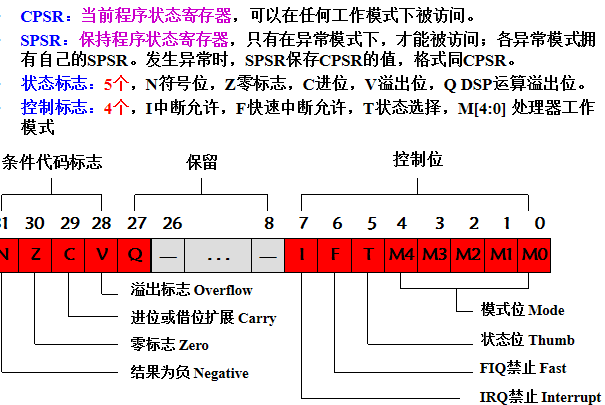 CPSR：当前程序状态寄存器，可以在任何工作模式下被访问。
SPSR：保持程序状态寄存器，只有在异常模式下，才能被访问；各异常模式拥
有自己的SPSR。发生异常时，SPSR保存CPSR的值，格式同CPSR。
状态标志：5个，N符号位，Z零标志，C进位，V溢出位，Q DSP运算溢出位。
控制标志：4个，I中断允许，F快速中断允许，T状态选择，M[4:0] 处理器工作
模式
条件代码标志 保留 控制位
31 30 29 28 27 26 8 7 6 5 4 3 2 1 0
N Z C V Q — ... — I F T M4 M3 M2 M1 M0
溢出标志 Overflow
模式位 Mode
进位或借位扩展 Carry
状态位 Thumb
零标志 Zero
FIQ禁止 Fast
结果为负 Negative
IRQ禁止 Interrupt